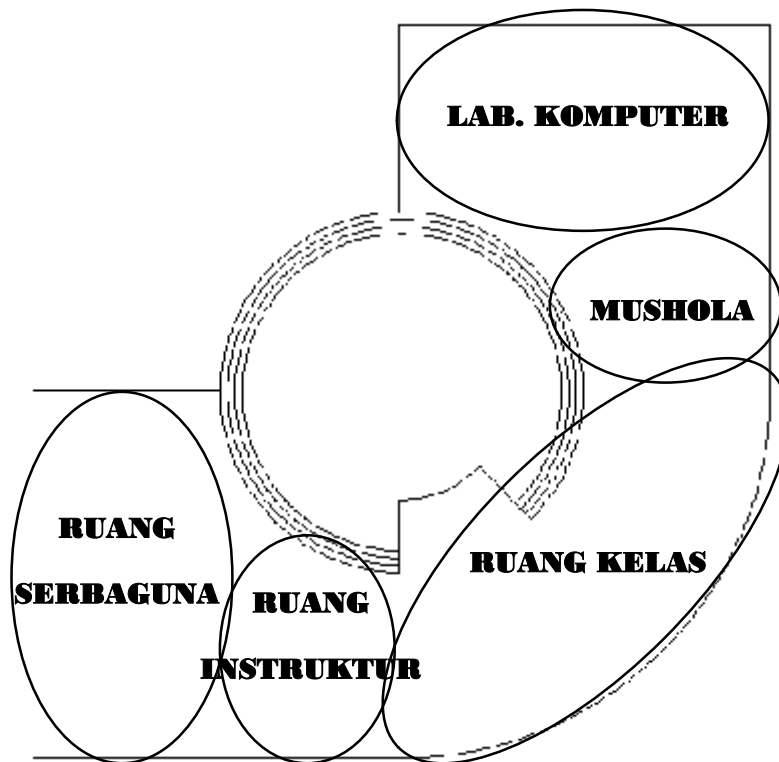 LAB. KOMPUTER
MUSHOLA
RUANG
SERBAGUNA
RUANG
INSTRUKTUR
RUANG KELAS